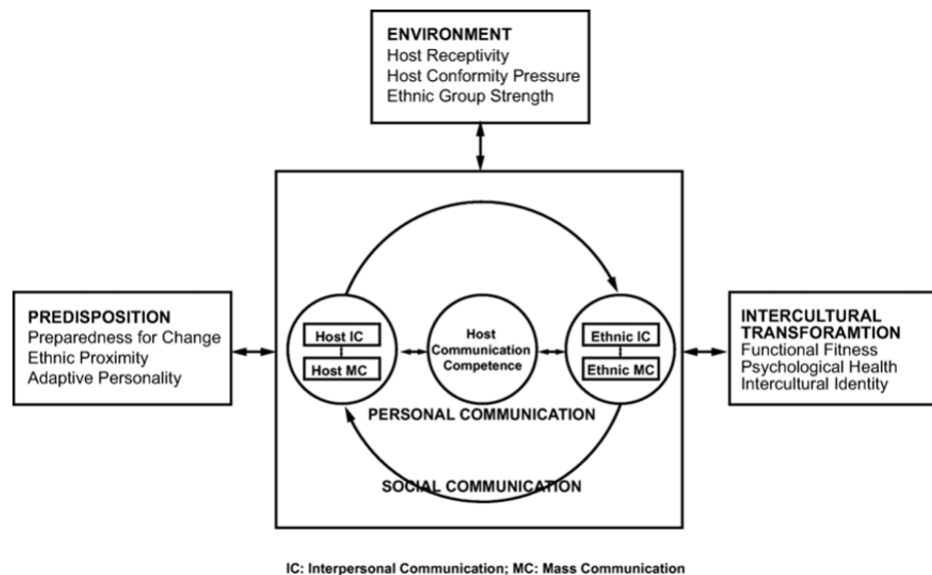 ENVIRONMENT
Host Receptivity
Host Conformity Pressure
Ethnic Group Strength
PREDISPOSITION
Preparedness for Change
Ethnic Proximity
Adaptive Personality
Host IC
Host MC
Host
Communication
Competence
Ethnic IC
Ethnic MC
PERSONAL COMMUNICATION
SOCIAL COMMUNICATION
INTERCULTURAL
TRANSFORAMTION
Functional Fitness
Psychological Health
Intercultural Identity
IC: Interpersonal Communication; MC: Mass Communication